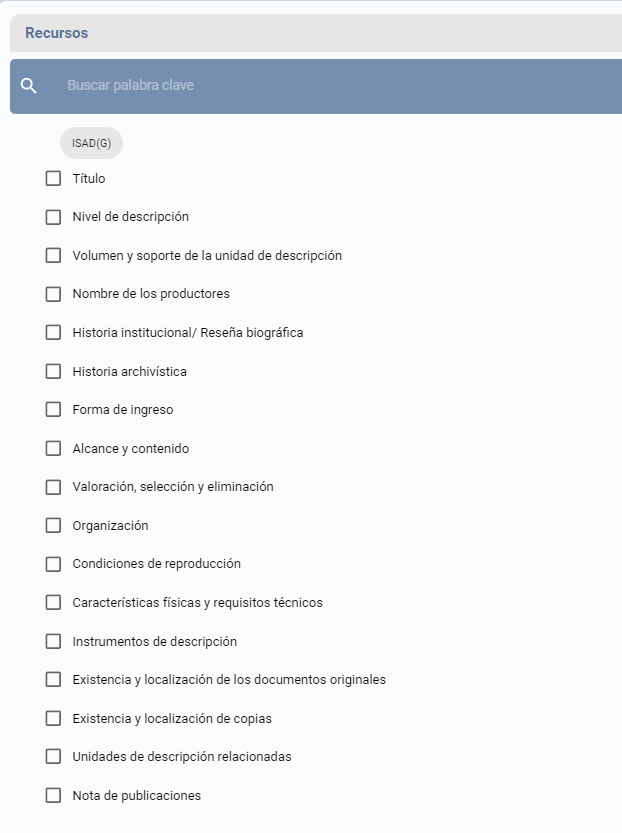 Recursos
Buscar palabra clave
ISAD(G)
Título
Nivel de descripción
Volumen y soporte de la unidad de descripción
Nombre de los productores
Historia institucional/ Reseña biográfica
Historia archivística
Forma de ingreso
Alcance y contenido
Valoración, selección y eliminación
Organización
Condiciones de reproducción
Características físicas y requisitos técnicos
Instrumentos de descripción
Existencia y localización de los documentos originales
Existencia y localización de copias
Unidades de descripción relacionadas
Nota de publicaciones